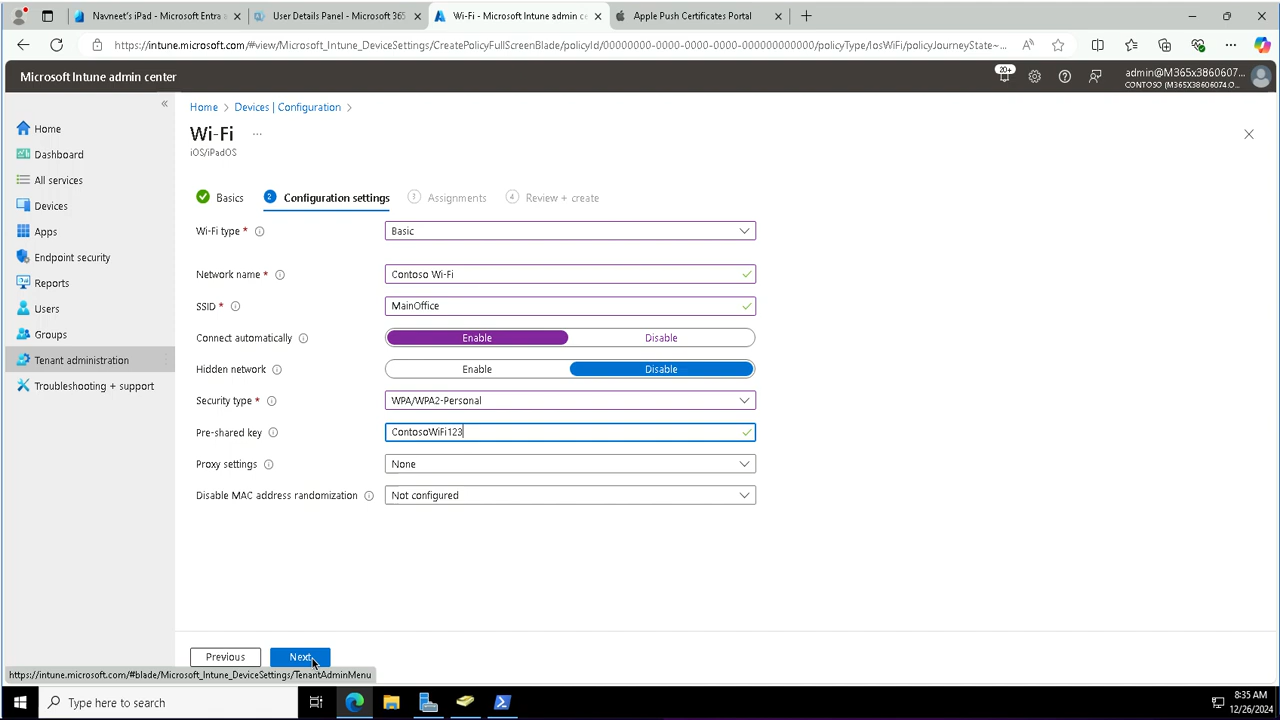 Navneet's iPad - Microsoft Entra
User Details Panel - Microsoft 365
Wi-Fi - Microsoft Intune admin ce
Apple Push Certificates Portal
https://intune.microsoft.com/#view/Microsoft_Intune_DeviceSettings/CreatePolicyFullScreenBlade/policyId/00000000-0000-0000-0000-000000000000/policyType/IosWiFi/policyJourneyState~...
Microsoft Intune admin center
20+
admin@M365x3860607...
CONTOSO (M365X38606074.O...
Home
Dashboard
All services
Devices
Apps
Endpoint security
Reports
Users
Groups
Tenant administration
Troubleshooting + support
Home > Devices | Configuration >
Wi-Fi ...
iOS/iPadOS
Basics
2 Configuration settings
3 Assignments
4 Review + create
Wi-Fi type * Basic
Network name * Contoso Wi-Fi
SSID * MainOffice
Connect automatically Enable Disable
Hidden network Enable Disable
Security type * WPA/WPA2-Personal
Pre-shared key ContosoWiFi123
Proxy settings None
Disable MAC address randomization Not configured
Previous Next
https://intune.microsoft.com/#blade/Microsoft_Intune_DeviceSettings/TenantAdminMenu
Type here to search
8:35 AM
12/26/2024